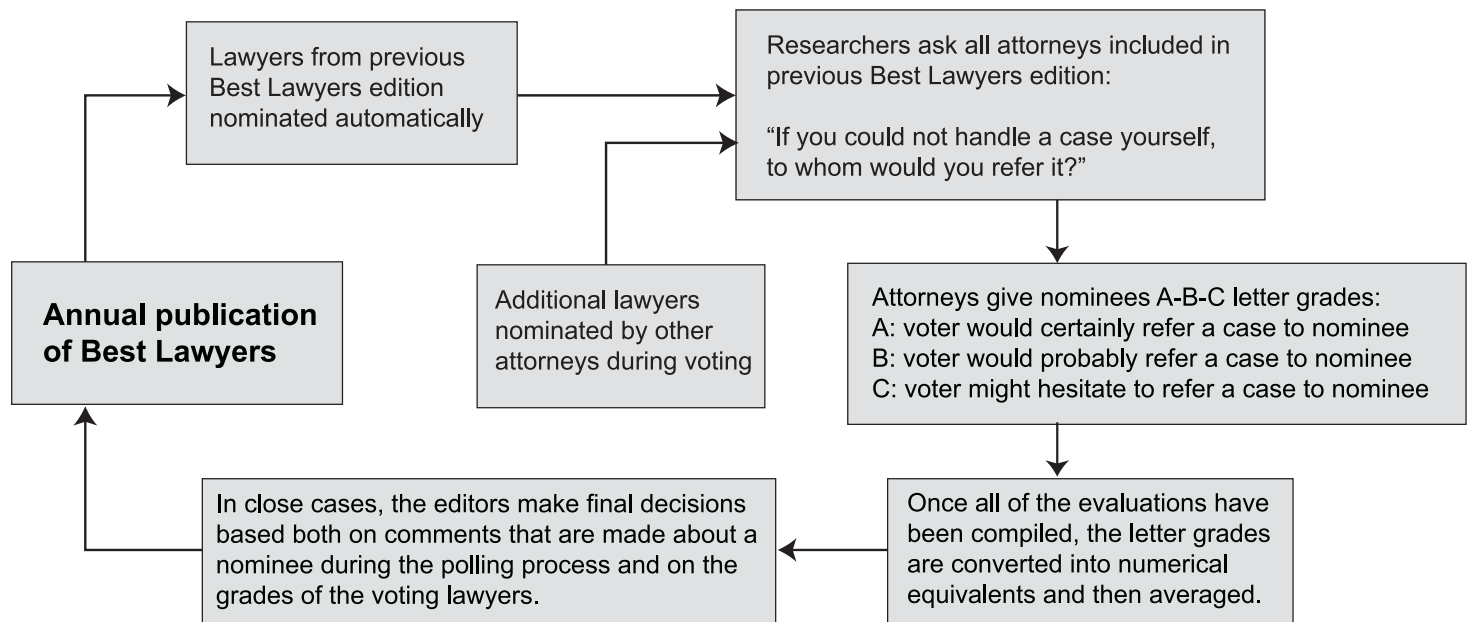 Lawyers from previous
Best Lawyers edition
nominated automatically
Researchers ask all attorneys included in
previous Best Lawyers edition:
“If you could not handle a case yourself,
to whom would you refer it?”
Annual publication
of Best Lawyers
Additional lawyers
nominated by other
attorneys during voting
Attorneys give nominees A-B-C letter grades:
A: voter would certainly refer a case to nominee
B: voter would probably refer a case to nominee
C: voter might hesitate to refer a case to nominee
In close cases, the editors make final decisions
based both on comments that are made about a
nominee during the polling process and on the
grades of the voting lawyers.
Once all of the evaluations have
been compiled, the letter grades
are converted into numerical
equivalents and then averaged.